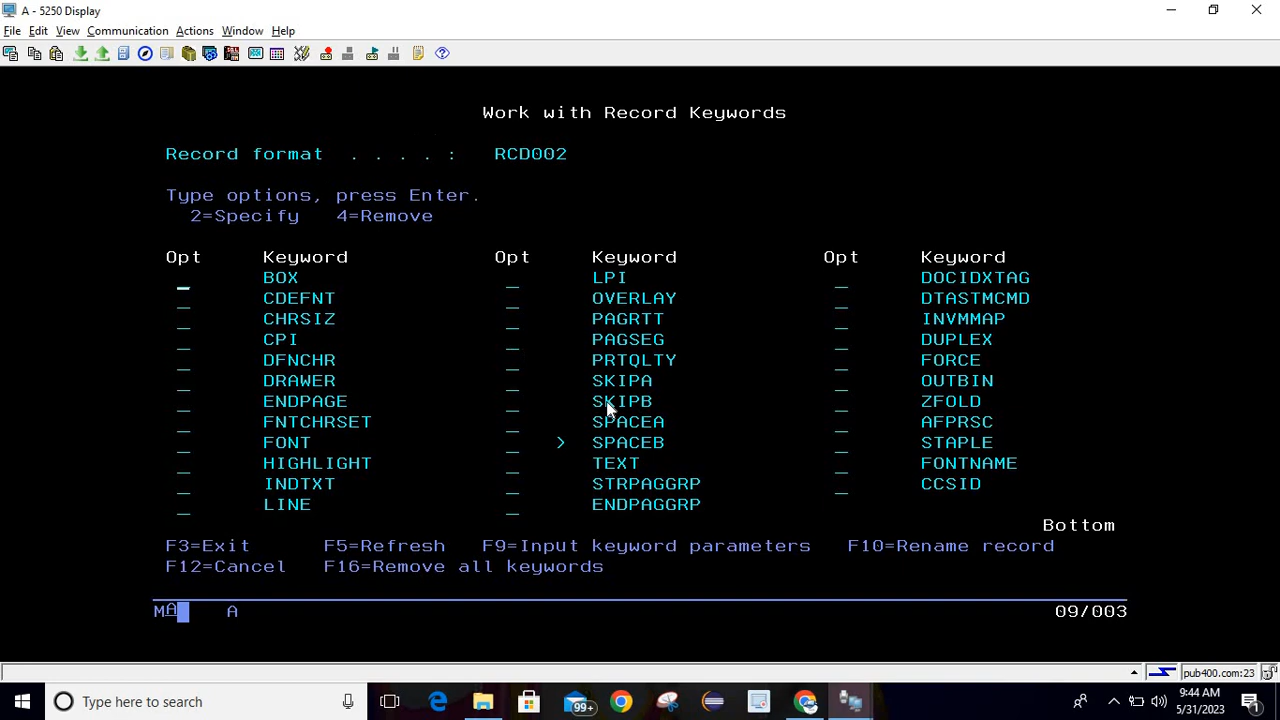 A - 5250 Display
File Edit View Communication Actions Window Help
Work with Record Keywords
Record format . . . . : RCD002
Type options, press Enter.
2=Specify 4=Remove
Opt Keyword Opt Keyword Opt Keyword
_ BOX _ LPI _ DOCIDXTAG
_ CDEFNT _ OVERLAY _ DTASTMCMD
_ CHRSIZ _ PAGRTT _ INVMMAP
_ CPI _ PAGSEG _ DUPLEX
_ DFNCHR _ PRTQLTY _ FORCE
_ DRAWER _ SKIPA _ OUTBIN
_ ENDPAGE _ SKIPB _ ZFOLD
_ FNTCHRSET _ SPACEA _ AFPRSC
_ FONT _ > SPACEB _ STAPLE
_ HIGHLIGHT _ TEXT _ FONTNAME
_ INDTXT _ STRPAGGRP _ CCSID
_ LINE _ ENDPAGGRP
Bottom
F3=Exit F5=Refresh F9=Input keyword parameters F10=Rename record
F12=Cancel F16=Remove all keywords
MA A 09/003
pub400.com:23
Type here to search 99+ 9:44 AM
5/31/2023 1